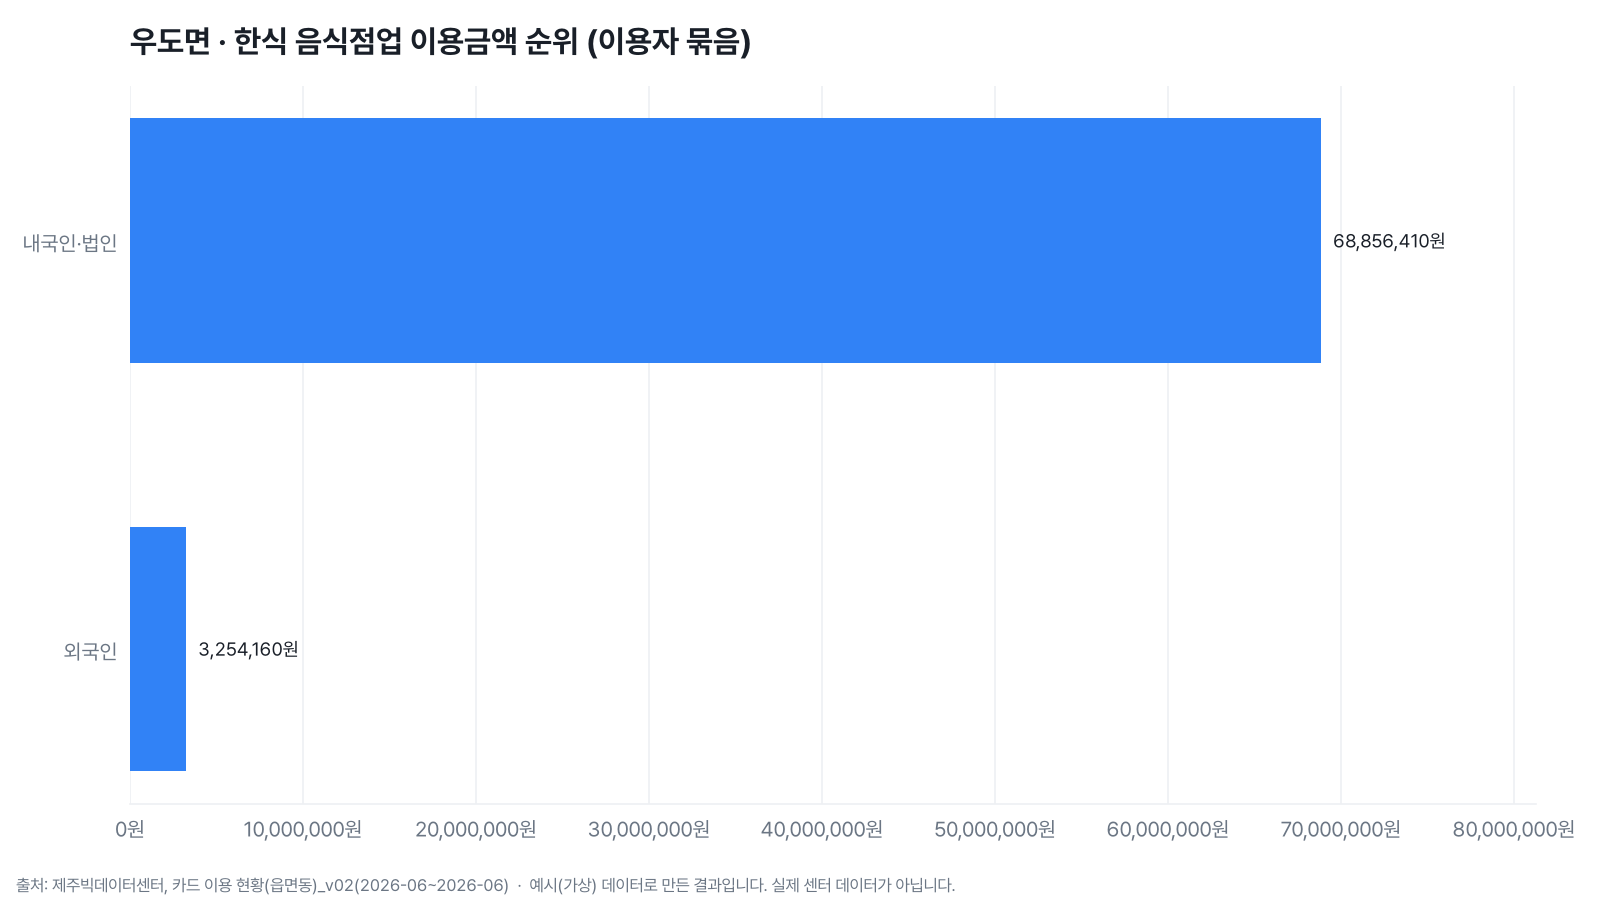 우도면 · 한식 음식점업 이용금액 순위 (이용자 묶음)
내국인·법인
68,856,410원
외국인
3,254,160원
0원
10,000,000원
20,000,000원
30,000,000원
40,000,000원
50,000,000원
60,000,000원
70,000,000원
80,000,000원
출처: 제주빅데이터센터, 카드 이용 현황(읍면동)_v02(2026-06~2026-06) · 예시(가상) 데이터로 만든 결과입니다. 실제 센터 데이터가 아닙니다.